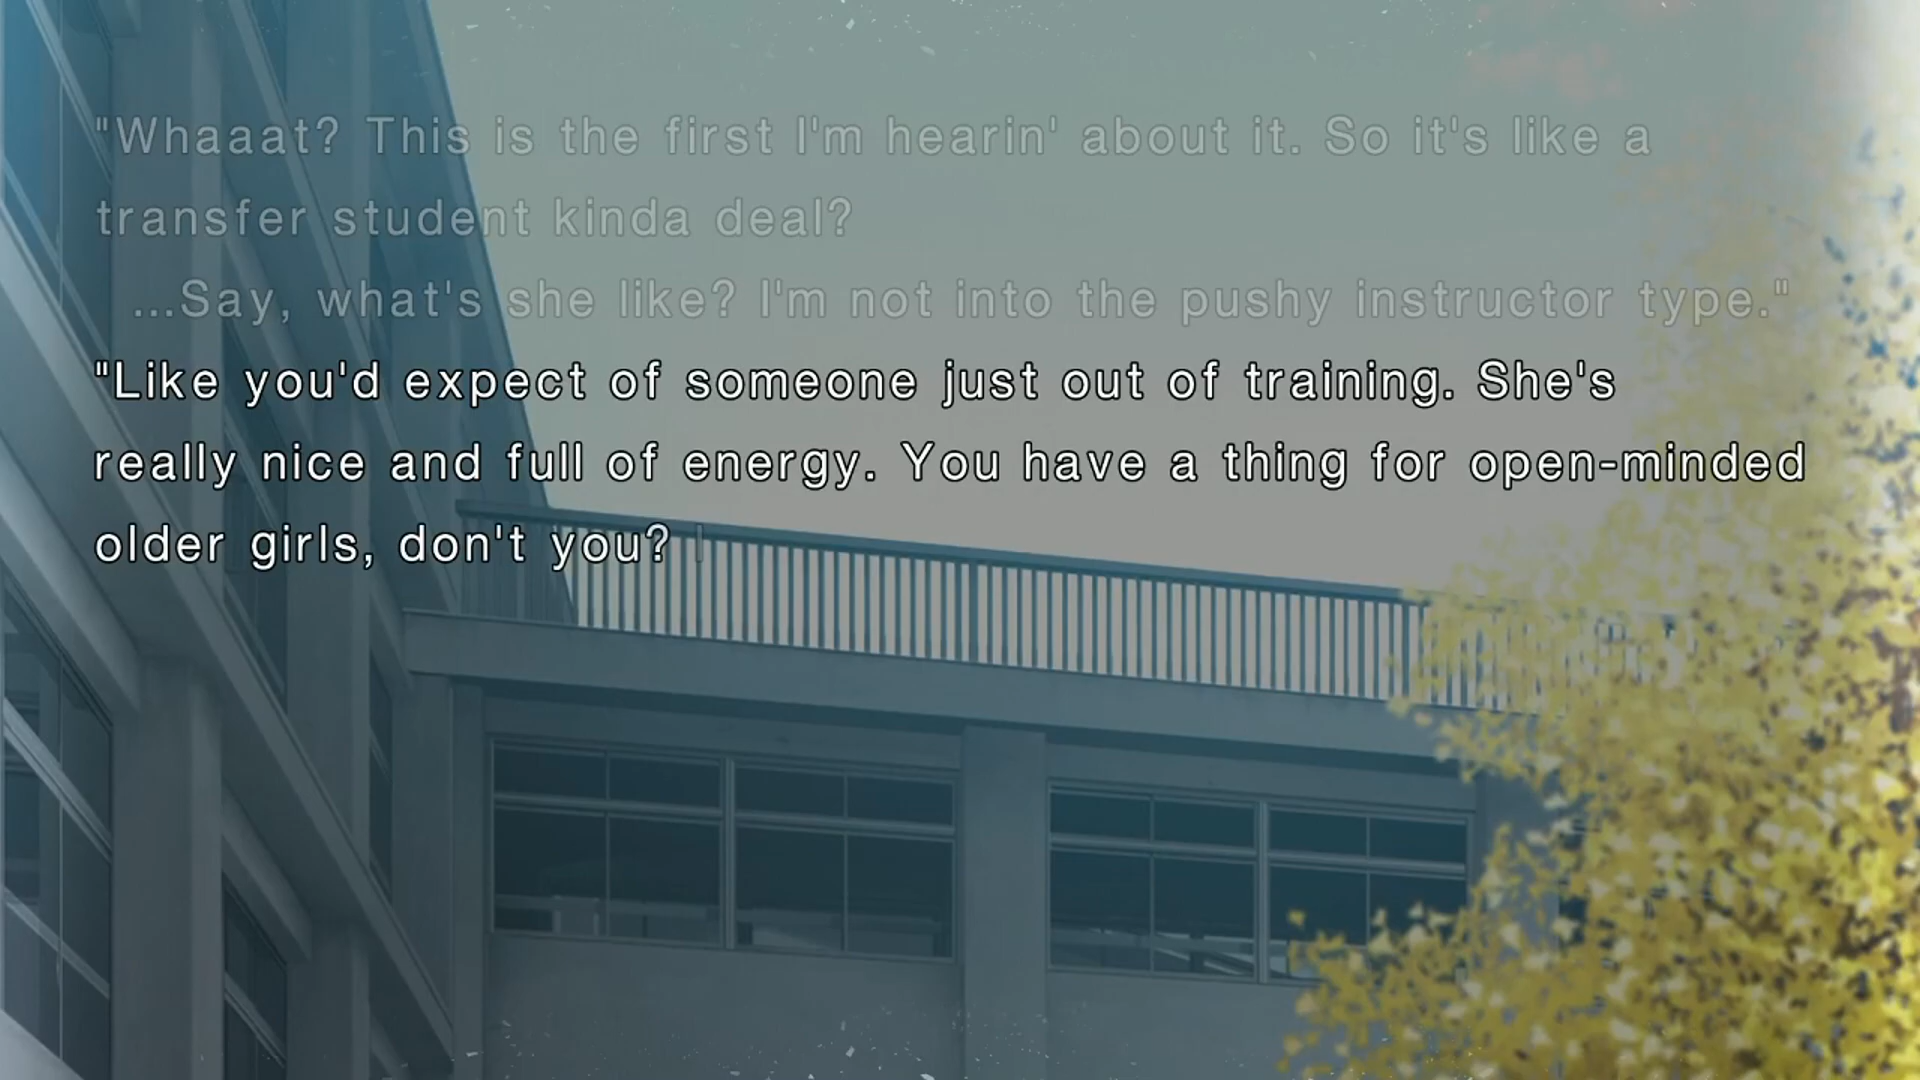 "Whaaat? This is the first I'm hearin' about it. So it's like a
transfer student kinda deal?
...Say, what's she like? I'm not into the pushy instructor type."
"Like you'd expect of someone just out of training. She's
really nice and full of energy. You have a thing for open-minded
older girls, don't you?